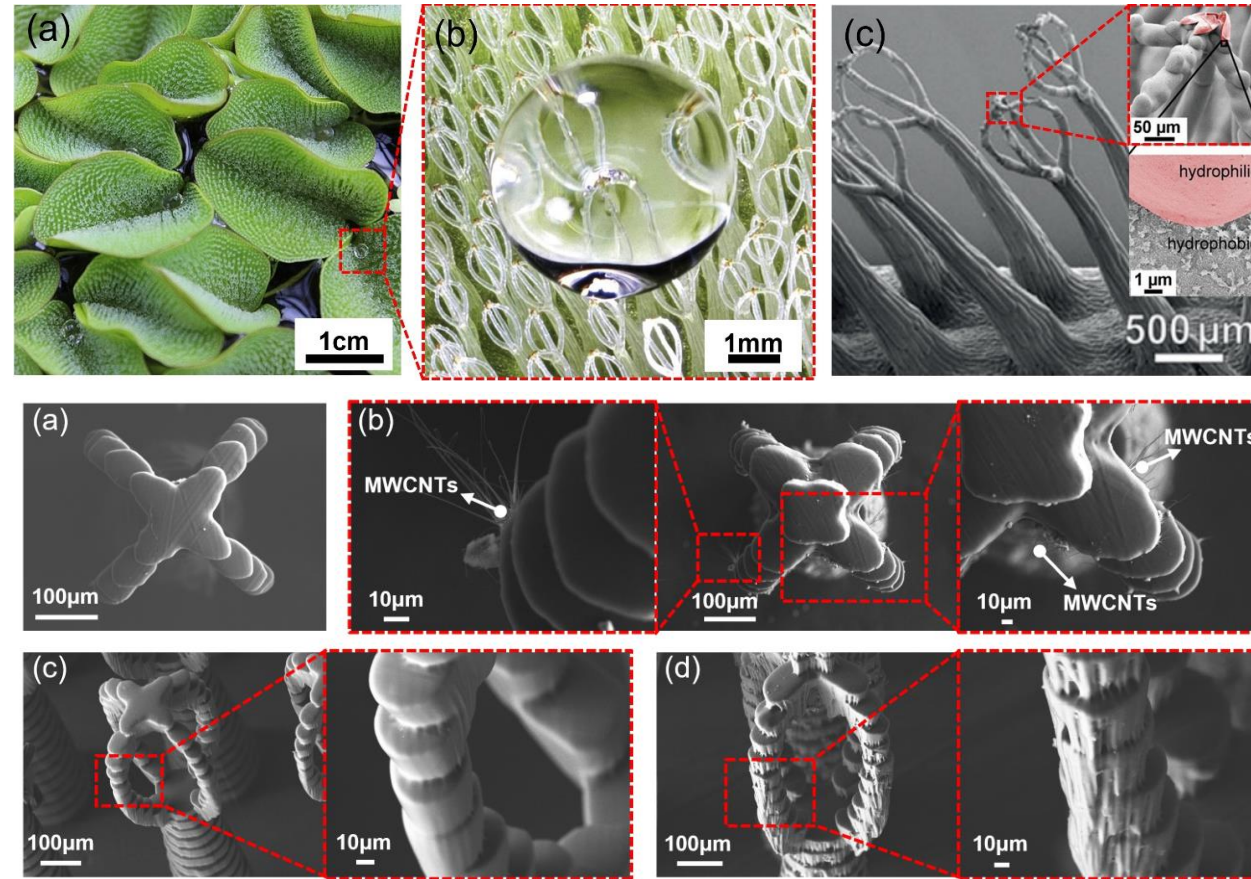 (a)
1cm
(b)
1mm
(c)
50 µm
hydrophili
hydrophobi
1 µm
500 µm
(a)
100µm
(b)
MWCNTs
10µm
100µm
MWCNTs
MWCNTs
10µm
(c)
100µm
10µm
(d)
100µm
10µm